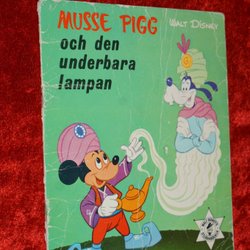 MUSSE PIGG
WALT DISNEY
och den
underbara
lampan